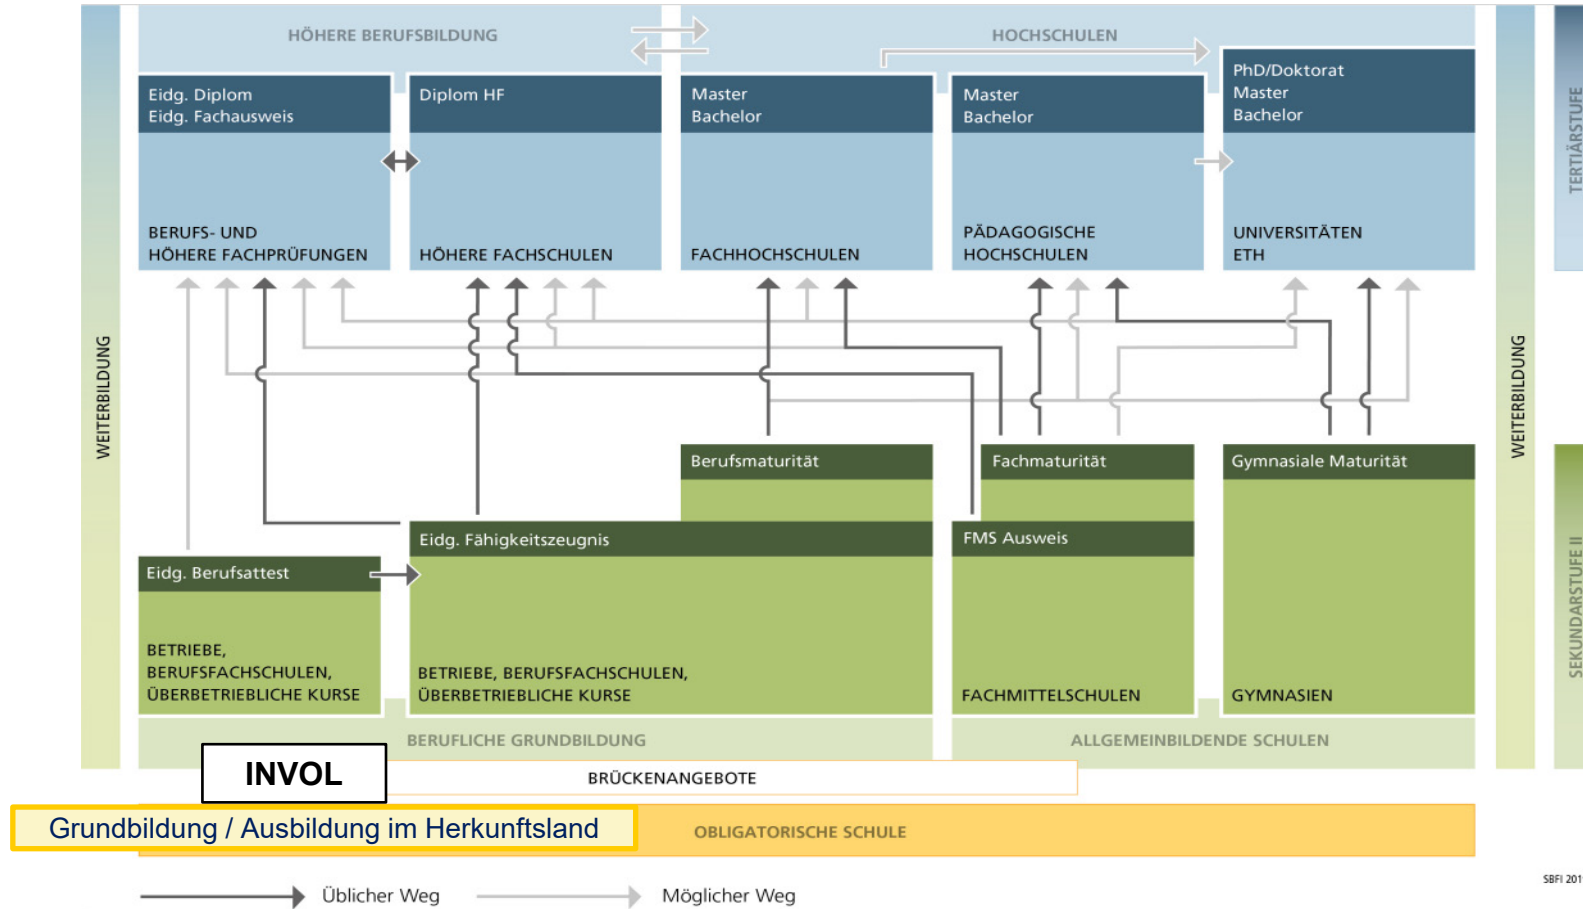 HÖHERE BERUFSBILDUNG
HOCHSCHULEN
Eidg. Diplom
Eidg. Fachausweis
Diplom HF
Master
Bachelor
Master
Bachelor
PhD/Doktorat
Master
Bachelor
BERUFS- UND
HÖHERE FACHPRÜFUNGEN
HÖHERE FACHSCHULEN
FACHHOCHSCHULEN
PÄDAGOGISCHE
HOCHSCHULEN
UNIVERSITÄTEN
ETH
TERTIÄRSTUFE
WEITERBILDUNG
WEITERBILDUNG
Berufsmaturität
Fachmaturität
Gymnasiale Maturität
Eidg. Fähigkeitszeugnis
FMS Ausweis
Eidg. Berufsattest
BETRIEBE,
BERUFSFACHSCHULEN,
ÜBERBETRIEBLICHE KURSE
BETRIEBE, BERUFSFACHSCHULEN,
ÜBERBETRIEBLICHE KURSE
FACHMITTELSCHULEN
GYMNASIEN
SEKUNDARSTUFE II
BERUFLICHE GRUNDBILDUNG
ALLGEMEINBILDENDE SCHULEN
INVOL
BRÜCKENANGEBOTE
Grundbildung / Ausbildung im Herkunftsland
OBLIGATORISCHE SCHULE
Üblicher Weg
Möglicher Weg
SBFI